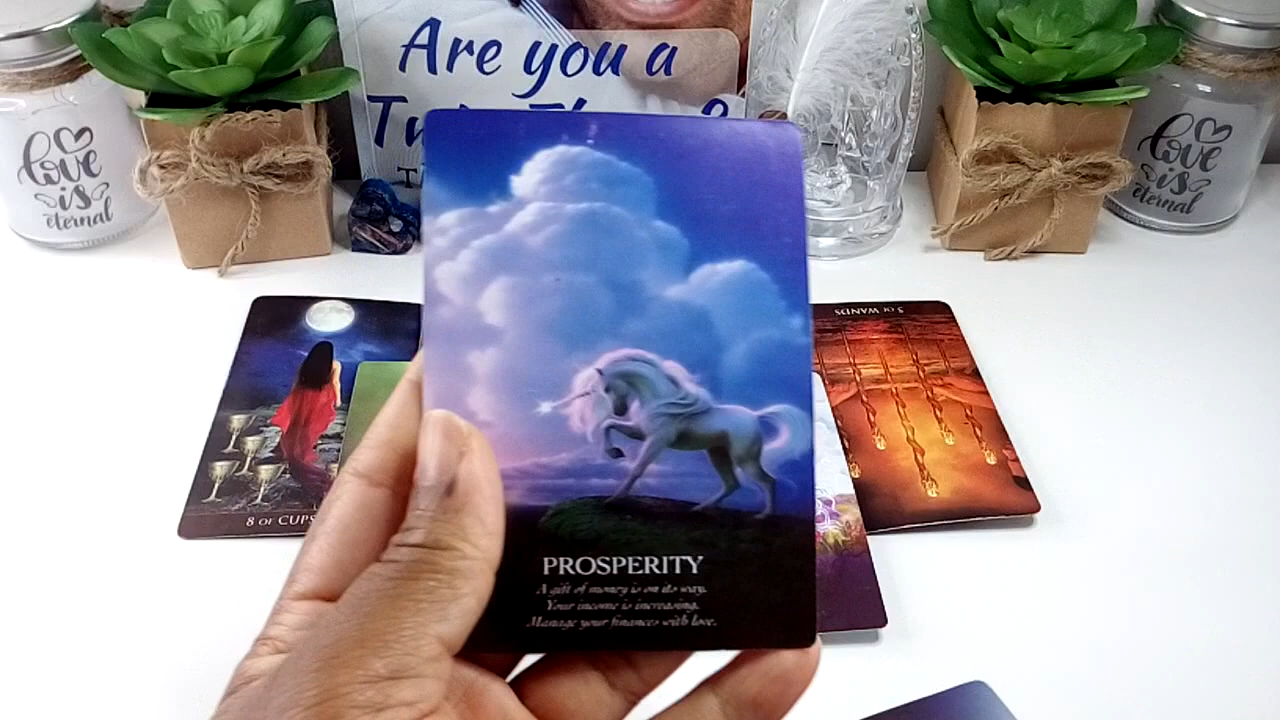 love
is
eternal
Are you a
love
is
eternal
5 OF WANDS
8 OF CUPS
PROSPERITY
A gift of money is on its way.
Your income is increasing.
Manage your finances with love.